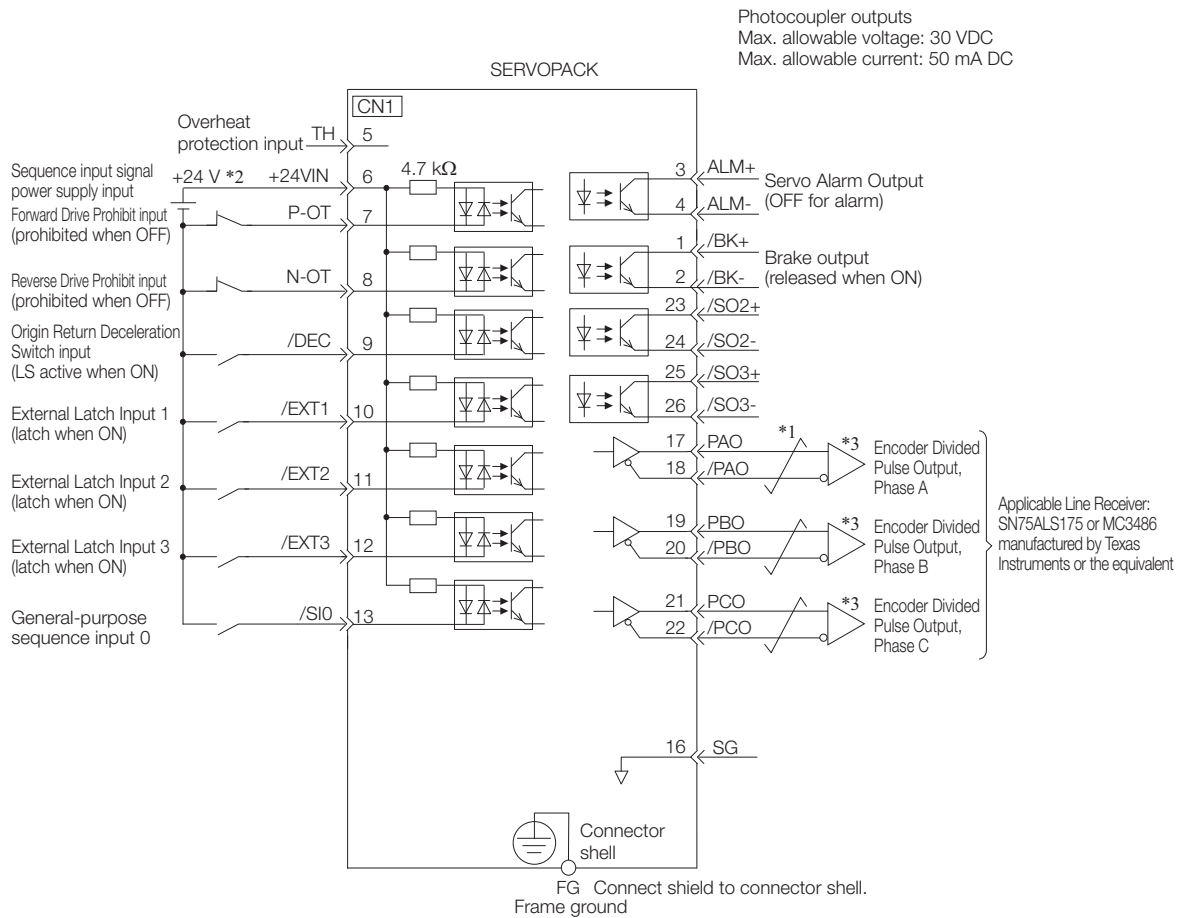 Photocoupler outputs
Max. allowable voltage: 30 VDC
Max. allowable current: 50 mA DC
SERVOPACK
CN1
Overheat
protection input
TH
5
Sequence input signal
power supply input
+24 V *2
+24VIN
6
4.7 kΩ
Forward Drive Prohibit input
(prohibited when OFF)
P-OT
7
Reverse Drive Prohibit input
(prohibited when OFF)
N-OT
8
Origin Return Deceleration
Switch input
(LS active when ON)
/DEC
9
External Latch Input 1
(latch when ON)
/EXT1
10
External Latch Input 2
(latch when ON)
/EXT2
11
External Latch Input 3
(latch when ON)
/EXT3
12
General-purpose
sequence input 0
/SI0
13
3
ALM+
4
ALM-
Servo Alarm Output
(OFF for alarm)
1
/BK+
2
/BK-
Brake output
(released when ON)
23
/SO2+
24
/SO2-
25
/SO3+
26
/SO3-
17
PAO
18
/PAO
*1
*3
Encoder Divided
Pulse Output,
Phase A
19
PBO
20
/PBO
*3
Encoder Divided
Pulse Output,
Phase B
21
PCO
22
/PCO
*3
Encoder Divided
Pulse Output,
Phase C
Applicable Line Receiver:
SN75ALS175 or MC3486
manufactured by Texas
Instruments or the equivalent
16
SG
Connector
shell
FG Connect shield to connector shell.
Frame ground